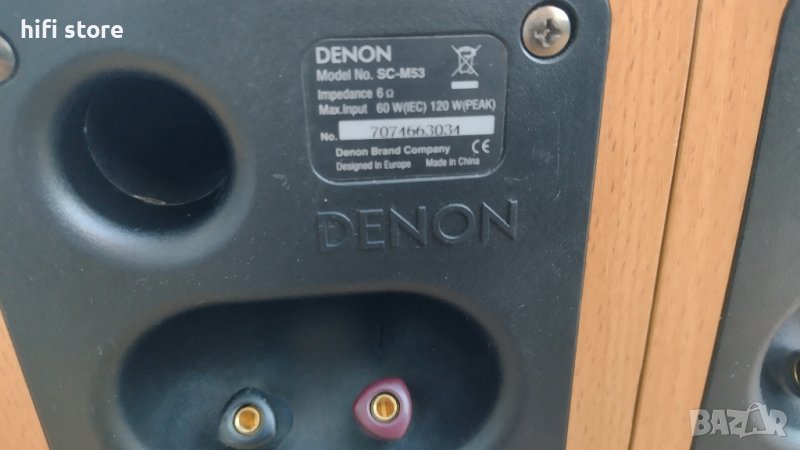 hifi store
DENON
Model No. SC-M53
Impedance 6 Ω
Max.Input 60 W(IEC) 120 W(PEAK)
No. 7074663034
Denon Brand Company CE
Designed in Europe Made in China
DENON
BAZAR